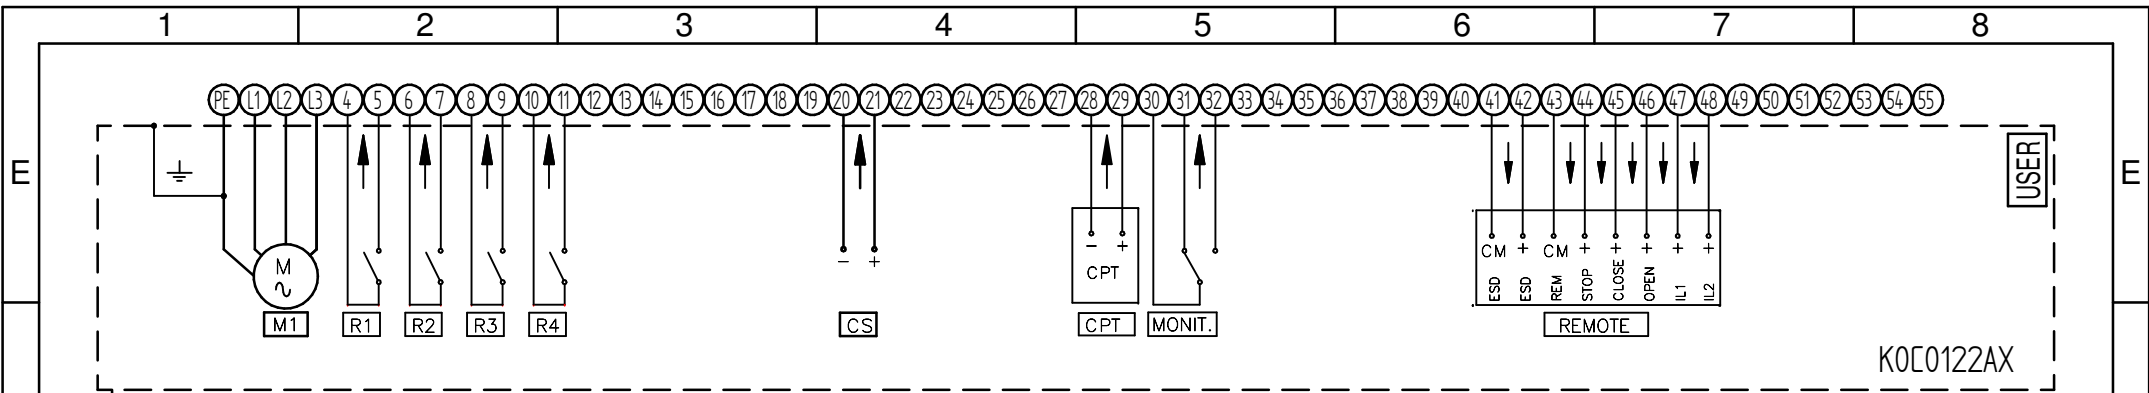 1 2 3 4 5 6 7 8
PE L1 L2 L3 4 5 6 7 8 9 10 11 12 13 14 15 16 17 18 19 20 21 22 23 24 25 26 27 28 29 30 31 32 33 34 35 36 37 38 39 40 41 42 43 44 45 46 47 48 49 50 51 52 53 54 55
E USER E
- + - + CM + CM + + + + +
M CPT ESD ESD REM STOP CLOSE OPEN IL1 IL2
M1 R1 R2 R3 R4 CS CPT MONIT. REMOTE
K0C0122AX